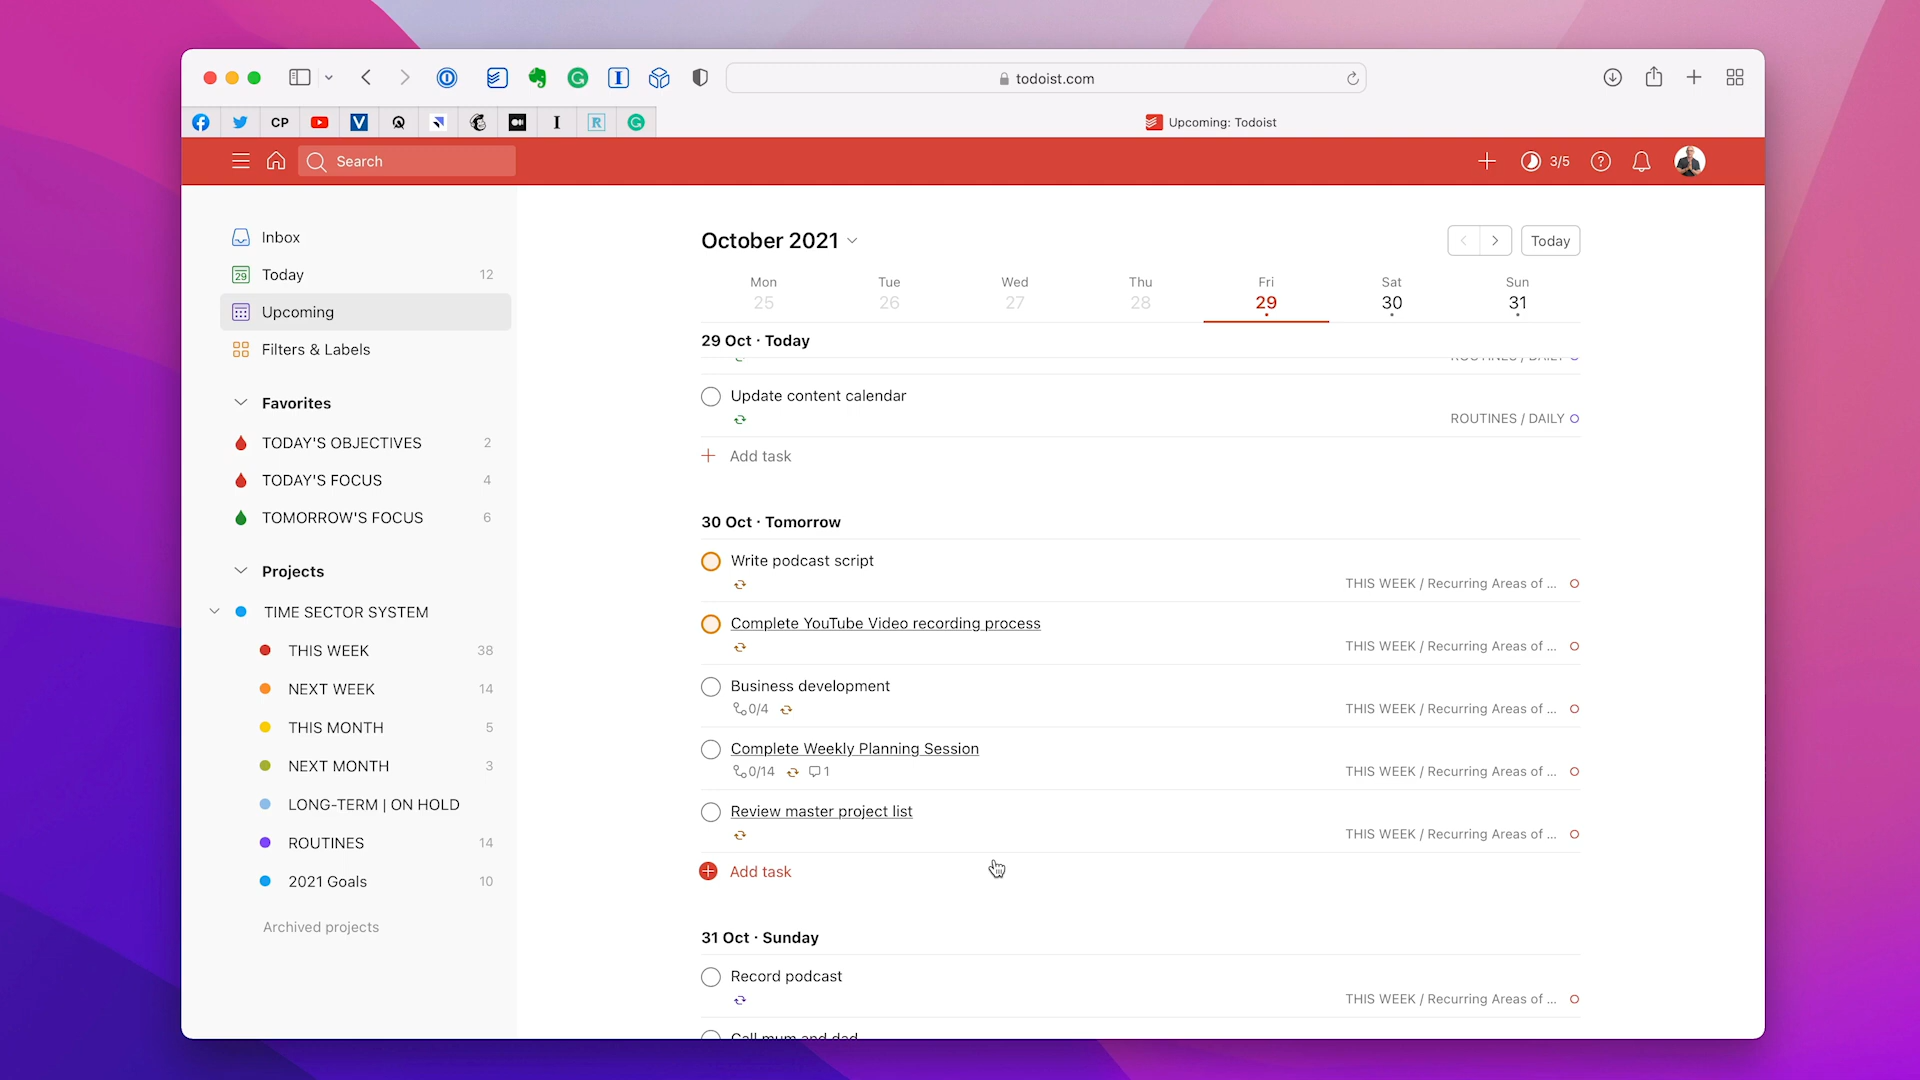 todoist.com
CP
Upcoming: Todoist
Search
3/5
Inbox
29
Today
12
Upcoming
Filters & Labels
Favorites
TODAY'S OBJECTIVES
2
TODAY'S FOCUS
4
TOMORROW'S FOCUS
6
Projects
TIME SECTOR SYSTEM
THIS WEEK
38
NEXT WEEK
14
THIS MONTH
5
NEXT MONTH
3
LONG-TERM | ON HOLD
ROUTINES
14
2021 Goals
10
Archived projects
October 2021
Today
Mon Tue Wed Thu Fri Sat Sun
25 26 27 28 29 30 31
29 Oct · Today
ROUTINES / DAILY
Update content calendar
ROUTINES / DAILY
Add task
30 Oct · Tomorrow
Write podcast script
THIS WEEK / Recurring Areas of ...
Complete YouTube Video recording process
THIS WEEK / Recurring Areas of ...
Business development
0/4
THIS WEEK / Recurring Areas of ...
Complete Weekly Planning Session
0/14 1
THIS WEEK / Recurring Areas of ...
Review master project list
THIS WEEK / Recurring Areas of ...
Add task
31 Oct · Sunday
Record podcast
THIS WEEK / Recurring Areas of ...
Call mum and dad